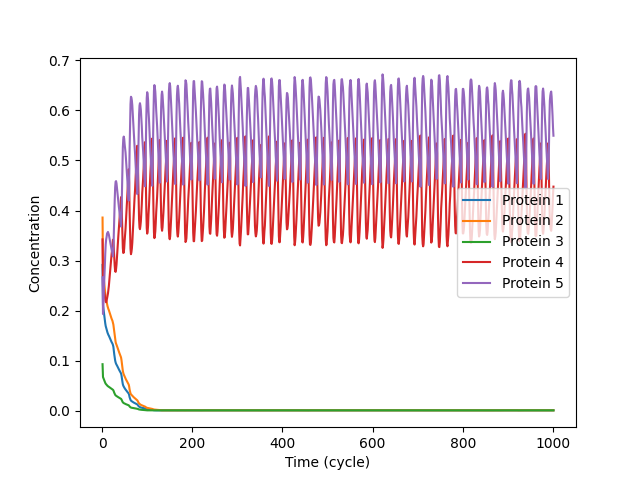 0.7
0.6
0.5
0.4
0.3
0.2
0.1
0.0
Concentration
Protein 1
Protein 2
Protein 3
Protein 4
Protein 5
0 200 400 600 800 1000
Time (cycle)